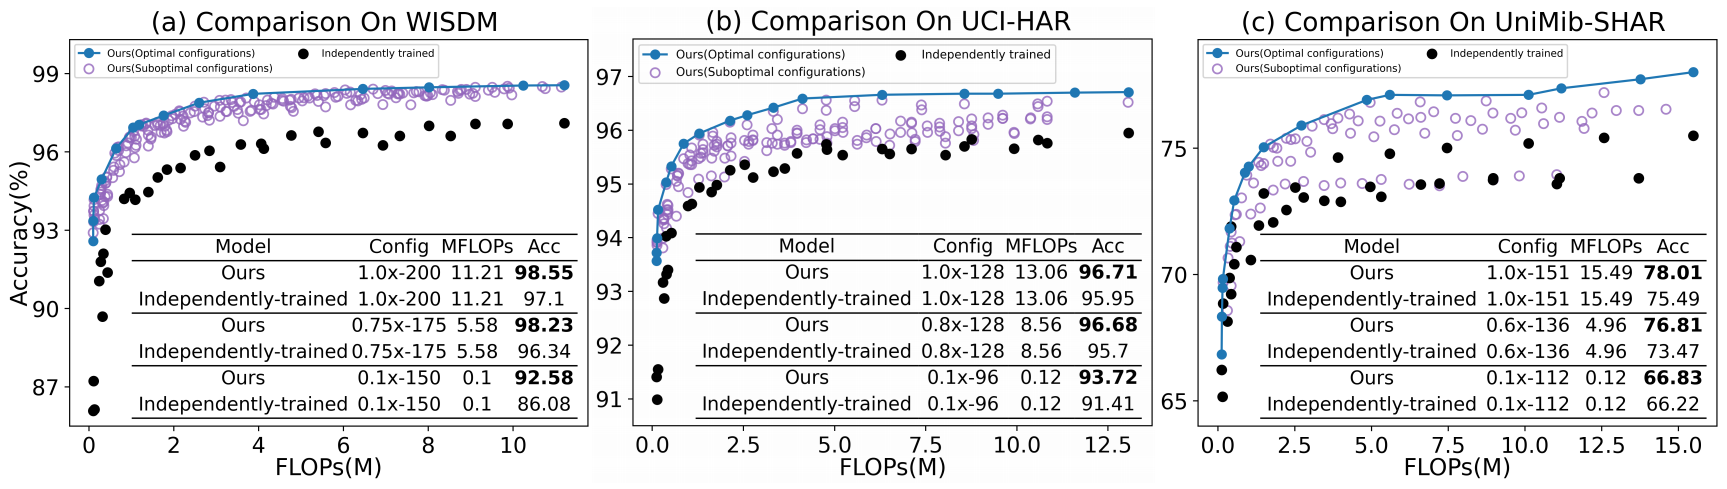 (a) Comparison On WISDM
Ours(Optimal configurations)
Independently trained
Ours(Suboptimal configurations)
99
96
93
90
87
Accuracy(%)
Model Config MFLOPs Acc
Ours 1.0x-200 11.21 98.55
Independently-trained 1.0x-200 11.21 97.1
Ours 0.75x-175 5.58 98.23
Independently-trained 0.75x-175 5.58 96.34
Ours 0.1x-150 0.1 92.58
Independently-trained 0.1x-150 0.1 86.08
0 2 4 6 8 10
FLOPs(M)
(b) Comparison On UCI-HAR
Ours(Optimal configurations)
Independently trained
Ours(Suboptimal configurations)
97
96
95
94
93
92
91
Model Config MFLOPs Acc
Ours 1.0x-128 13.06 96.71
Independently-trained 1.0x-128 13.06 95.95
Ours 0.8x-128 8.56 96.68
Independently-trained 0.8x-128 8.56 95.7
Ours 0.1x-96 0.12 93.72
Independently-trained 0.1x-96 0.12 91.41
0.0 2.5 5.0 7.5 10.0 12.5
FLOPs(M)
(c) Comparison On UniMib-SHAR
Ours(Optimal configurations)
Independently trained
Ours(Suboptimal configurations)
75
70
65
Model Config MFLOPs Acc
Ours 1.0x-151 15.49 78.01
Independently-trained 1.0x-151 15.49 75.49
Ours 0.6x-136 4.96 76.81
Independently-trained 0.6x-136 4.96 73.47
Ours 0.1x-112 0.12 66.83
Independently-trained 0.1x-112 0.12 66.22
0.0 2.5 5.0 7.5 10.0 12.5 15.0
FLOPs(M)